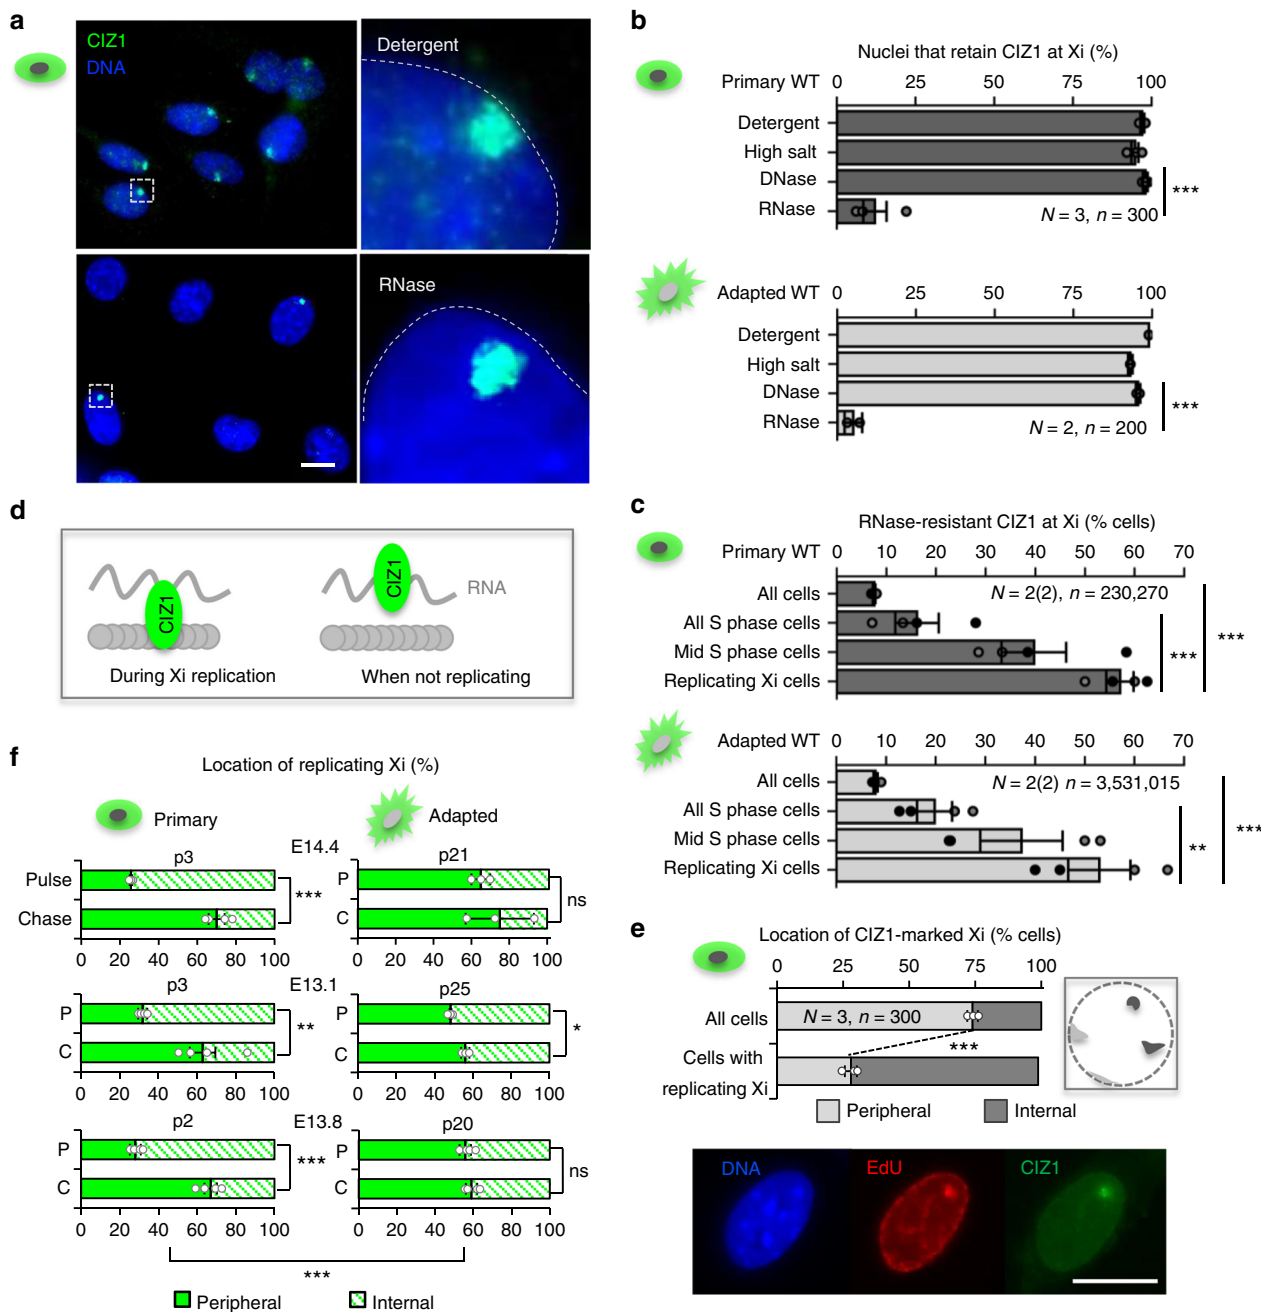 a
CIZ1
DNA
Detergent
RNase
b
Nuclei that retain CIZ1 at Xi (%)
Primary WT 0 25 50 75 100
Detergent
High salt
DNase
RNase
***
N = 3, n = 300
Adapted WT 0 25 50 75 100
Detergent
High salt
DNase
RNase
***
N = 2, n = 200
c
RNase-resistant CIZ1 at Xi (% cells)
Primary WT 0 10 20 30 40 50 60 70
All cells
All S phase cells
Mid S phase cells
Replicating Xi cells
N = 2(2), n = 230,270
***
***
Adapted WT 0 10 20 30 40 50 60 70
All cells
All S phase cells
Mid S phase cells
Replicating Xi cells
N = 2(2) n = 3,531,015
**
***
d
CIZ1
CIZ1
RNA
During Xi replication
When not replicating
e
Location of CIZ1-marked Xi (% cells)
0 25 50 75 100
All cells
N = 3, n = 300
***
Cells with
replicating Xi
Peripheral
Internal
DNA
EdU
CIZ1
f
Location of replicating Xi (%)
Primary
Adapted
E14.4
p3
p21
Pulse
Chase
***
P
C
ns
0 20 40 60 80 100
0 20 40 60 80 100
E13.1
p3
p25
P
C
**
*
0 20 40 60 80 100
0 20 40 60 80 100
E13.8
p2
p20
P
C
***
P
C
ns
0 20 40 60 80 100
0 20 40 60 80 100
***
Peripheral
Internal